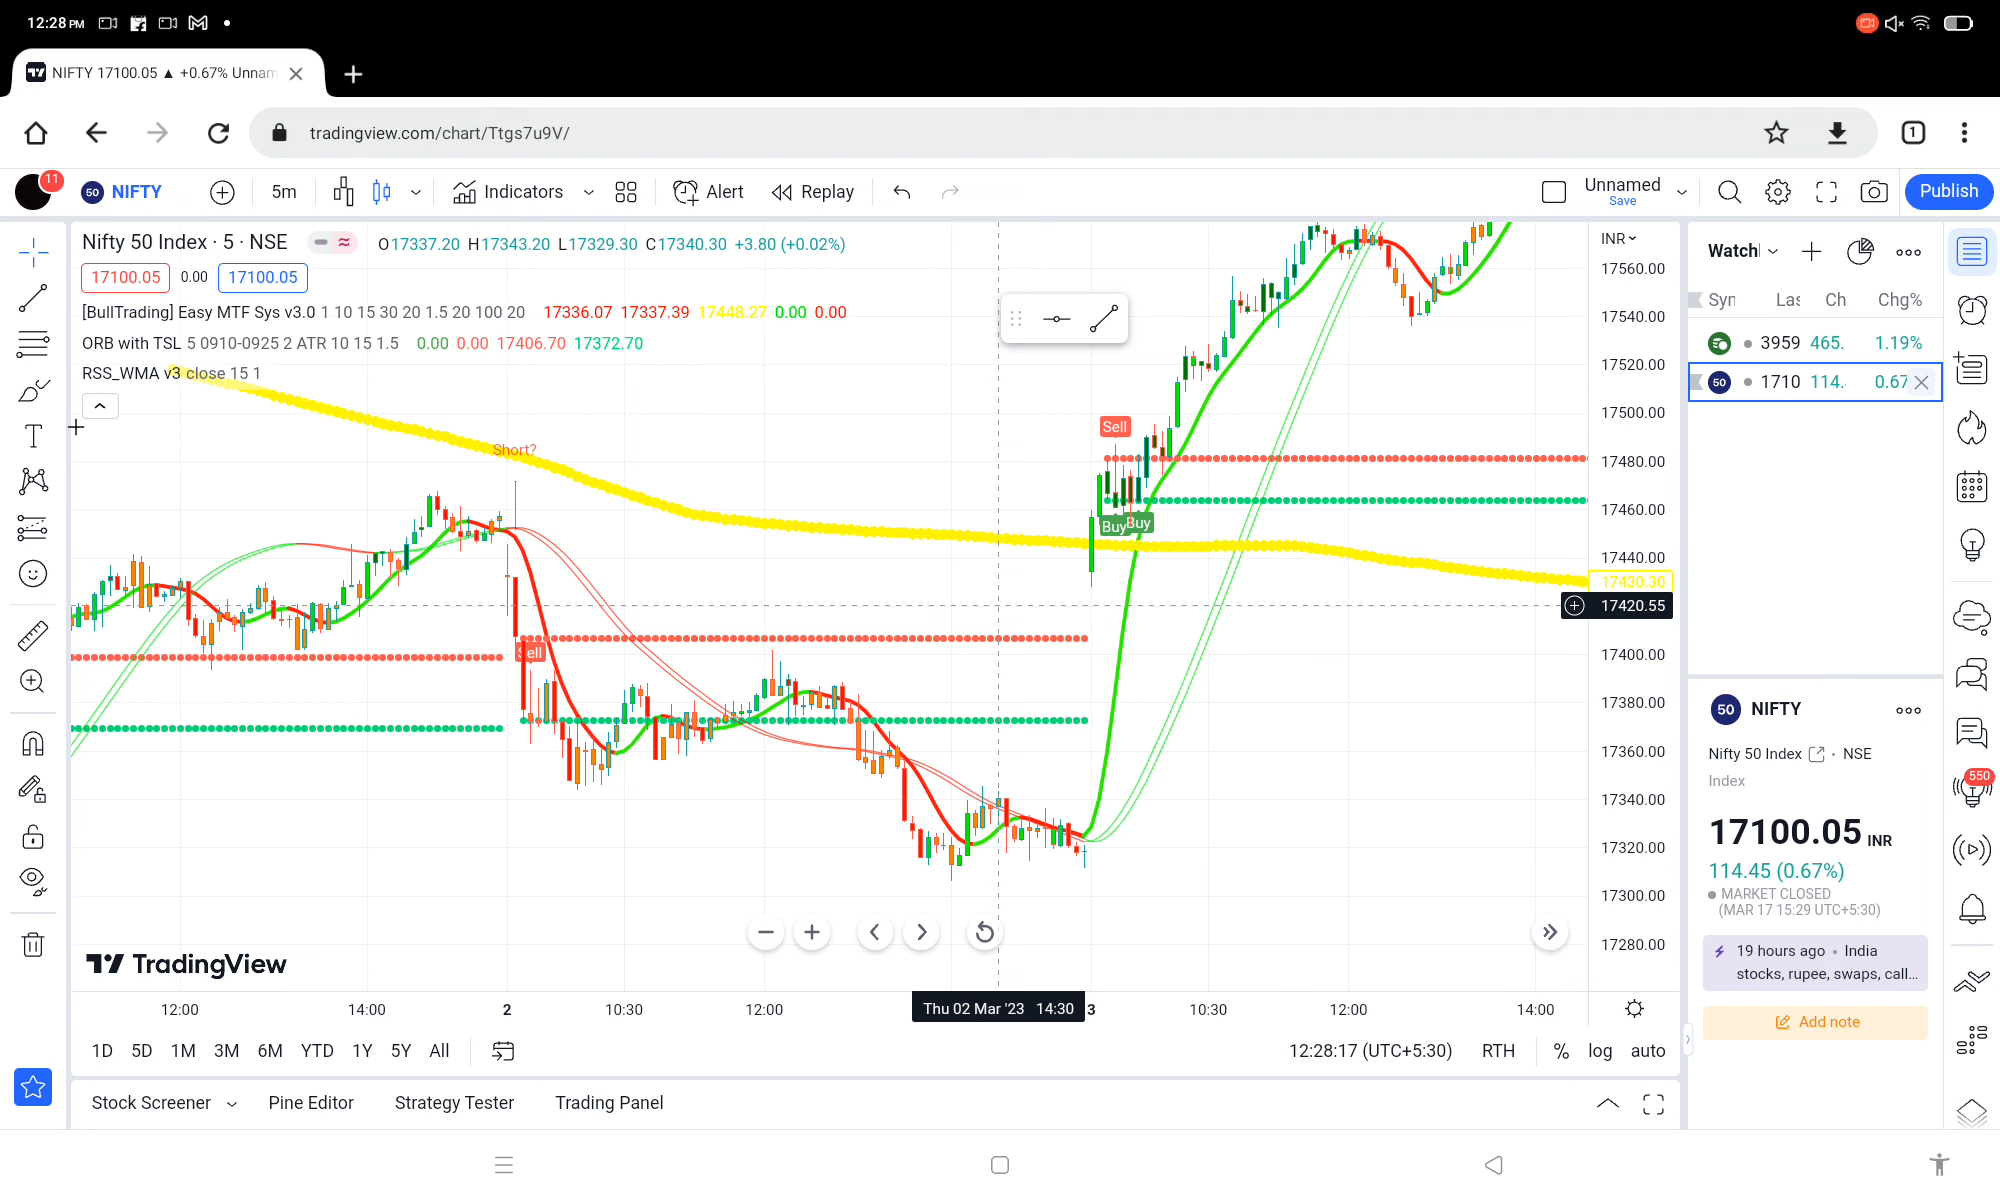 12:28 PM
NIFTY 17100.05 ▲ +0.67% Unnam
tradingview.com/chart/Ttgs7u9V/
1
11
50 NIFTY 5m Indicators Alert Replay Unnamed Save Publish
Nifty 50 Index · 5 · NSE O17337.20 H17343.20 L17329.30 C17340.30 +3.80 (+0.02%)
17100.05 0.00 17100.05
[BullTrading] Easy MTF Sys v3.0 1 10 15 30 20 1.5 20 100 20 17336.07 17337.39 17448.27 0.00 0.00
ORB with TSL 5 0910-0925 2 ATR 10 15 1.5 0.00 0.00 17406.70 17372.70
RSS_WMA v3 close 15 1
Short?
Sell
Sell
Buy
Buy
INR
17560.00
17540.00
17520.00
17500.00
17480.00
17460.00
17440.00
17430.30
17420.55
17400.00
17380.00
17360.00
17340.00
17320.00
17300.00
17280.00
TradingView
12:00 14:00 2 10:30 12:00 Thu 02 Mar '23 14:30 3 10:30 12:00 14:00
1D 5D 1M 3M 6M YTD 1Y 5Y All 12:28:17 (UTC+5:30) RTH % log auto
Stock Screener Pine Editor Strategy Tester Trading Panel
Watchl
Syn Las Ch Chg%
3959 465. 1.19%
50 1710 114. 0.67
50 NIFTY
Nifty 50 Index · NSE
Index
17100.05 INR
114.45 (0.67%)
MARKET CLOSED
(MAR 17 15:29 UTC+5:30)
19 hours ago · India
stocks, rupee, swaps, call...
Add note
550